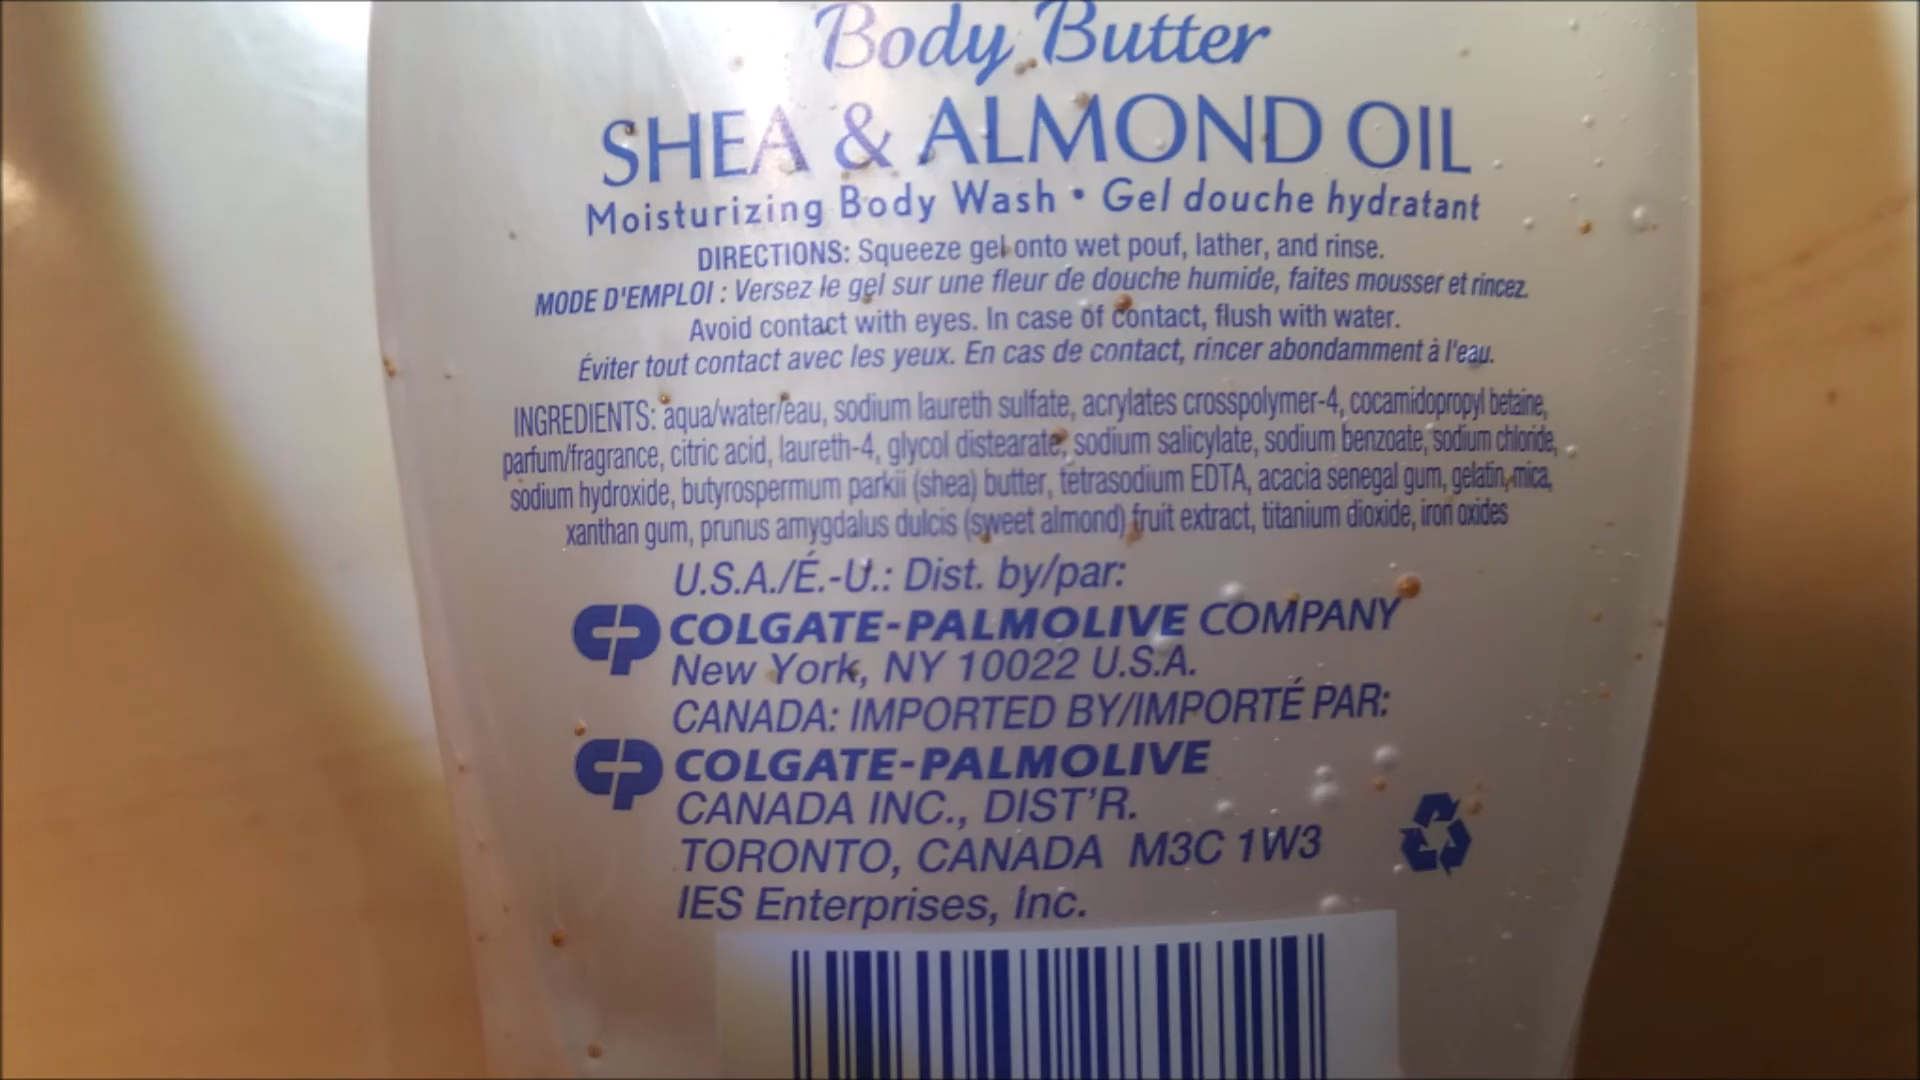 Body Butter
SHEA & ALMOND OIL
Moisturizing Body Wash • Gel douche hydratant
DIRECTIONS: Squeeze gel onto wet pouf, lather, and rinse.
MODE D'EMPLOI : Versez le gel sur une fleur de douche humide, faites mousser et rincez.
Avoid contact with eyes. In case of contact, flush with water.
Éviter tout contact avec les yeux. En cas de contact, rincer abondamment à l'eau.
INGREDIENTS: aqua/water/eau, sodium laureth sulfate, acrylates crosspolymer-4, cocamidopropyl betaine,
parfum/fragrance, citric acid, laureth-4, glycol distearate, sodium salicylate, sodium benzoate, sodium chloride,
sodium hydroxide, butyrospermum parkii (shea) butter, tetrasodium EDTA, acacia senegal gum, gelatin, mica,
xanthan gum, prunus amygdalus dulcis (sweet almond) fruit extract, titanium dioxide, iron oxides
U.S.A./É.-U.: Dist. by/par:
CP COLGATE-PALMOLIVE COMPANY
New York, NY 10022 U.S.A.
CANADA: IMPORTED BY/IMPORTÉ PAR:
CP COLGATE-PALMOLIVE
CANADA INC., DIST'R.
TORONTO, CANADA M3C 1W3
IES Enterprises, Inc.